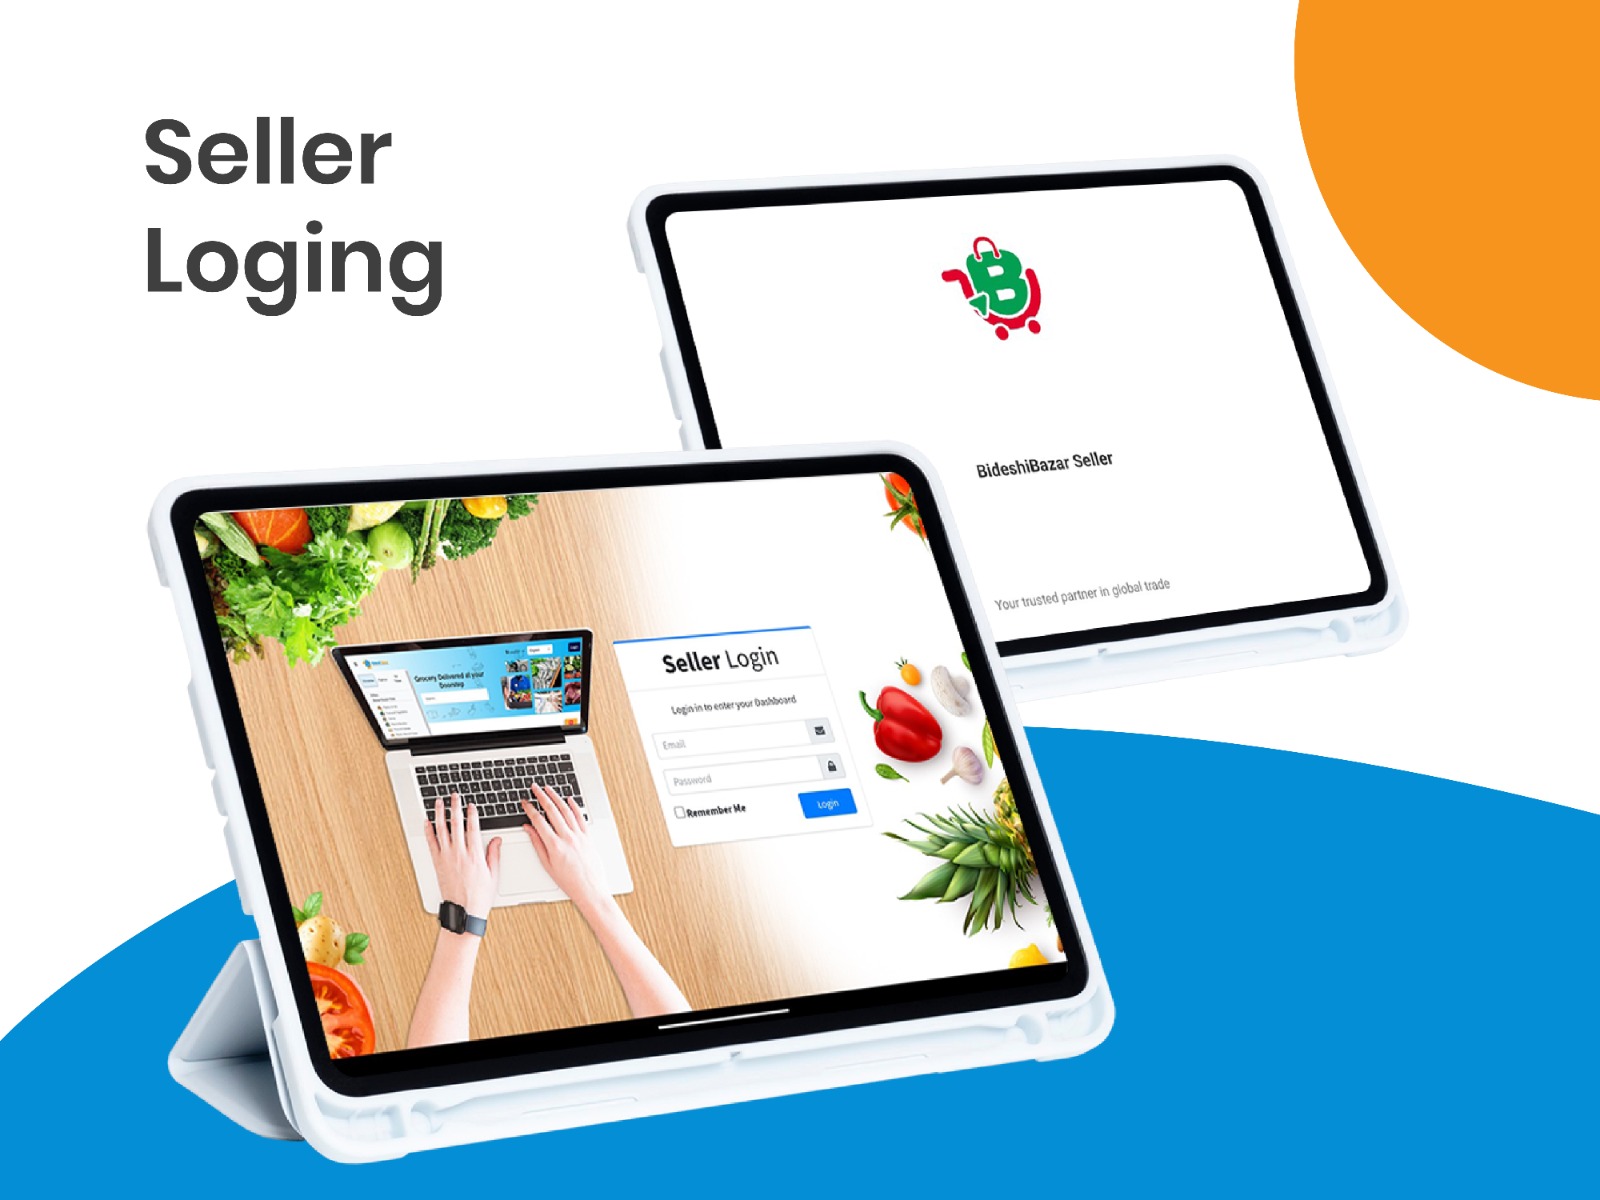 Seller
Loging
B
BideshiBazar Seller
Your trusted partner in global trade
Grocery Delivered at your
Doorstep
Seller Login
Login in to enter your Dashboard
Email
Password
Remember Me
Login